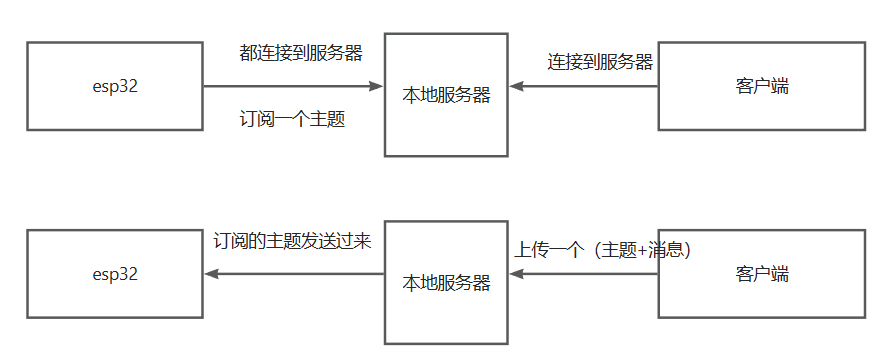 都连接到服务器
连接到服务器
esp32
本地服务器
客户端
订阅一个主题
订阅的主题发送过来
上传一个（主题+消息）
esp32
本地服务器
客户端